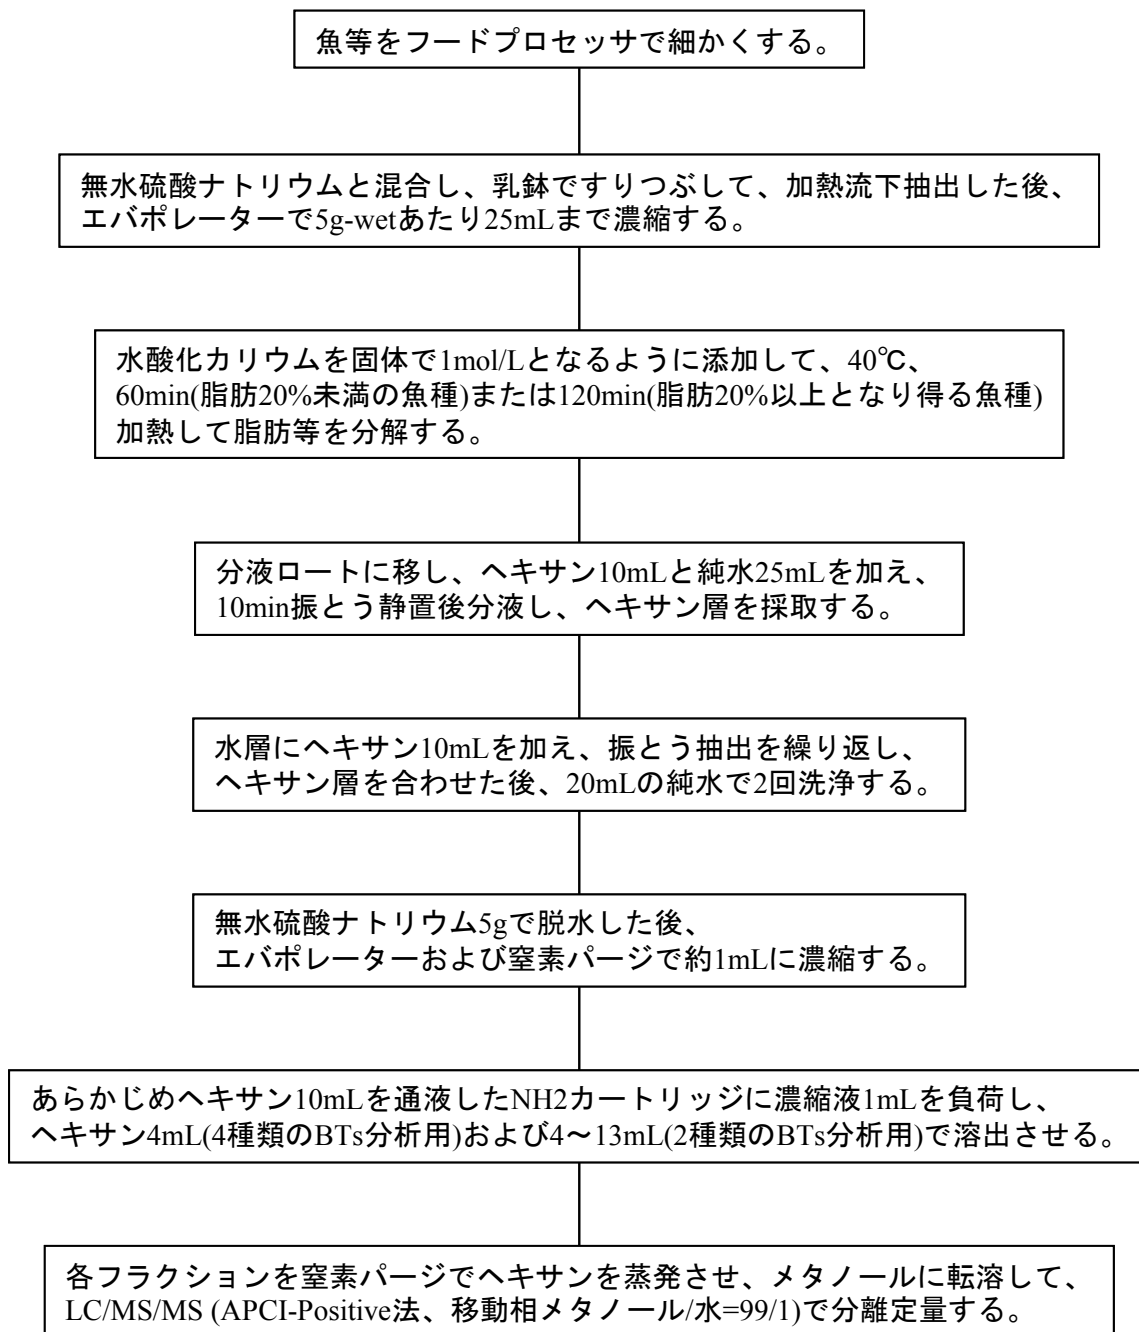 魚等をフードプロセッサで細かくする。
無水硫酸ナトリウムと混合し、乳鉢ですりつぶして、加熱流下抽出した後、
エバポレーターで5g-wetあたり25mLまで濃縮する。
水酸化カリウムを固体で1mol/Lとなるように添加して、40℃、
60min(脂肪20%未満の魚種)または120min(脂肪20%以上となり得る魚種)
加熱して脂肪等を分解する。
分液ロートに移し、ヘキサン10mLと純水25mLを加え、
10min振とう静置後分液し、ヘキサン層を採取する。
水層にヘキサン10mLを加え、振とう抽出を繰り返し、
ヘキサン層を合わせた後、20mLの純水で2回洗浄する。
無水硫酸ナトリウム5gで脱水した後、
エバポレーターおよび窒素パージで約1mLに濃縮する。
あらかじめヘキサン10mLを通液したNH2カートリッジに濃縮液1mLを負荷し、
ヘキサン4mL(4種類のBTs分析用)および4～13mL(2種類のBTs分析用)で溶出させる。
各フラクションを窒素パージでヘキサンを蒸発させ、メタノールに転溶して、
LC/MS/MS (APCI-Positive法、移動相メタノール/水=99/1)で分離定量する。